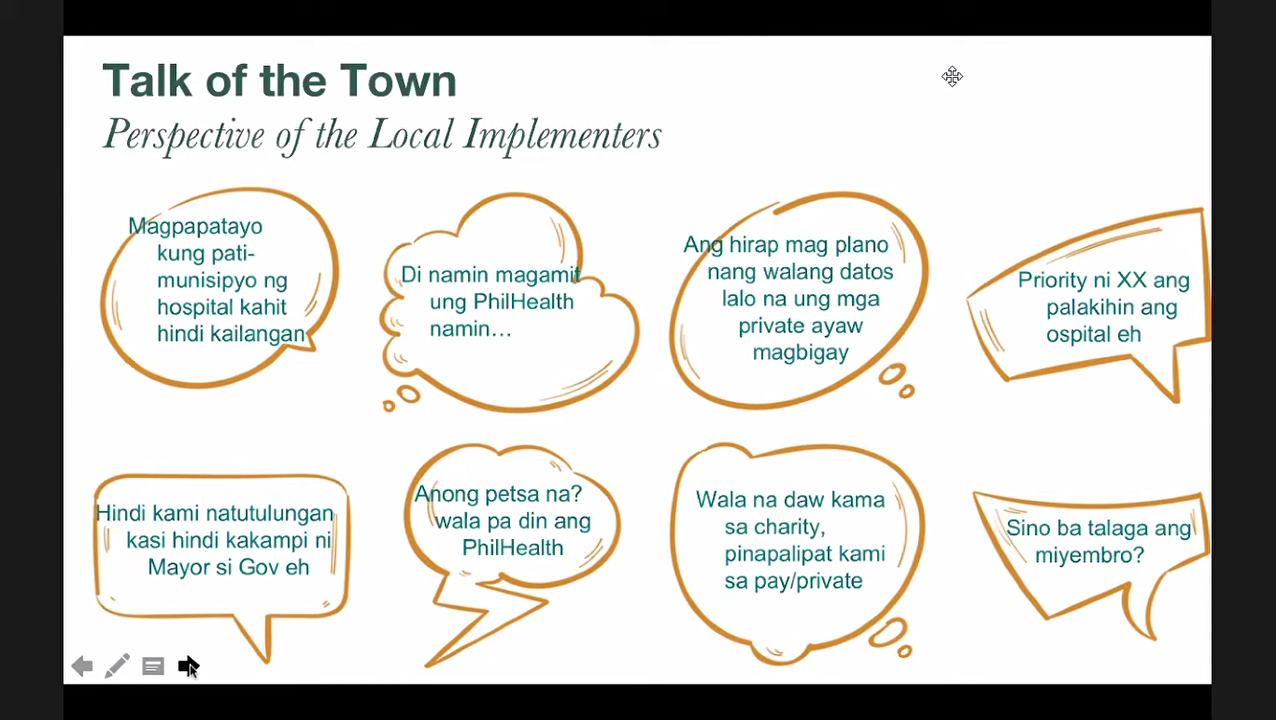 Talk of the Town
Perspective of the Local Implementers
Magpapatayo
kung pati-
munisipyo ng
hospital kahit
hindi kailangan
Di namin magamit
ung PhilHealth
namin…
Ang hirap mag plano
nang walang datos
lalo na ung mga
private ayaw
magbigay
Priority ni XX ang
palakihin ang
ospital eh
Hindi kami natutulungan
kasi hindi kakampi ni
Mayor si Gov eh
Anong petsa na?
wala pa din ang
PhilHealth
Wala na daw kama
sa charity,
pinapalipat kami
sa pay/private
Sino ba talaga ang
miyembro?